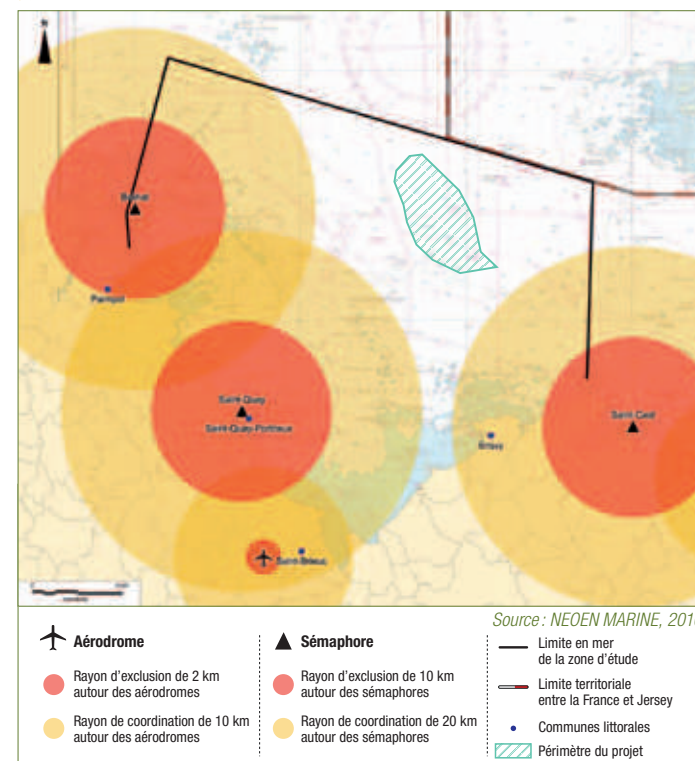 N
Bréhat
Paimpol
Saint-Quay
Saint-Quay-Portrieux
Saint-Cast
Erquy
Saint-Brieuc
Source : NEOEN MARINE, 201
Aérodrome
Rayon d'exclusion de 2 km
autour des aérodromes
Rayon de coordination de 10 km
autour des aérodromes
Sémaphore
Rayon d'exclusion de 10 km
autour des sémaphores
Rayon de coordination de 20 km
autour des sémaphores
Limite en mer
de la zone d'étude
Limite territoriale
entre la France et Jersey
Communes littorales
Périmètre du projet